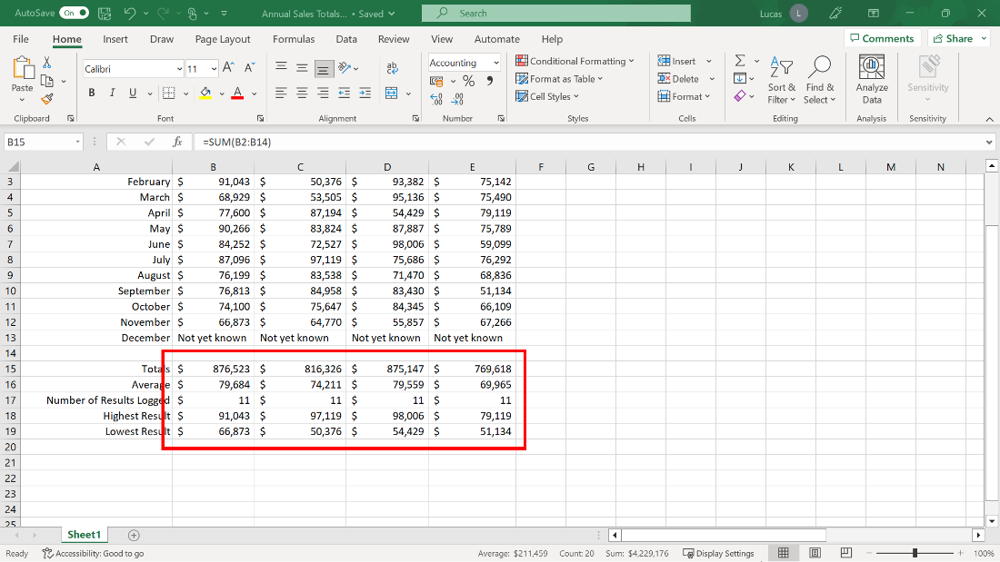 AutoSave On Annual Sales Totals... • Saved Search Lucas L
File Home Insert Draw Page Layout Formulas Data Review View Automate Help Comments Share
Paste Calibri 11 A A ab Accounting Conditional Formatting Insert Σ Sort & Filter Find & Select Analyze Data Sensitivity
B I U A % Format as Table Delete
Cell Styles Format
Clipboard Font Alignment Number Styles Cells Editing Analysis Sensitivity
B15 fx =SUM(B2:B14)
A B C D E F G H I J K L M N
3 February $ 91,043 $ 50,376 $ 93,382 $ 75,142
4 March $ 68,929 $ 53,505 $ 95,136 $ 75,490
5 April $ 77,600 $ 87,194 $ 54,429 $ 79,119
6 May $ 90,266 $ 83,824 $ 87,887 $ 75,789
7 June $ 84,252 $ 72,527 $ 98,006 $ 59,099
8 July $ 87,096 $ 97,119 $ 75,686 $ 76,292
9 August $ 76,199 $ 83,538 $ 71,470 $ 68,836
10 September $ 76,813 $ 84,958 $ 83,430 $ 51,134
11 October $ 74,100 $ 75,647 $ 84,345 $ 66,109
12 November $ 66,873 $ 64,770 $ 55,857 $ 67,266
13 December Not yet known Not yet known Not yet known Not yet known
14
15 Totals $ 876,523 $ 816,326 $ 875,147 $ 769,618
16 Average $ 79,684 $ 74,211 $ 79,559 $ 69,965
17 Number of Results Logged $ 11 $ 11 $ 11 $ 11
18 Highest Result $ 91,043 $ 97,119 $ 98,006 $ 79,119
19 Lowest Result $ 66,873 $ 50,376 $ 54,429 $ 51,134
20
21
22
23
24
25
Sheet1
Ready Accessibility: Good to go Average: $211,459 Count: 20 Sum: $4,229,176 Display Settings 100%